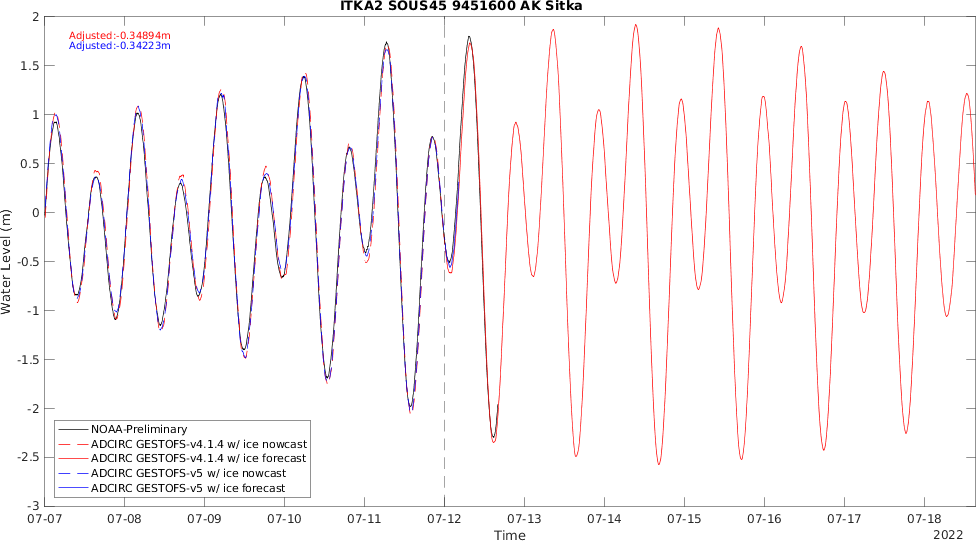 ITKA2 SOUS45 9451600 AK Sitka
Adjusted:-0.34894m
Adjusted:-0.34223m
2
1.5
1
0.5
0
-0.5
-1
-1.5
-2
-2.5
-3
Water Level (m)
NOAA-Preliminary
ADCIRC GESTOFS-v4.1.4 w/ ice nowcast
ADCIRC GESTOFS-v4.1.4 w/ ice forecast
ADCIRC GESTOFS-v5 w/ ice nowcast
ADCIRC GESTOFS-v5 w/ ice forecast
07-07 07-08 07-09 07-10 07-11 07-12 07-13 07-14 07-15 07-16 07-17 07-18
Time
2022